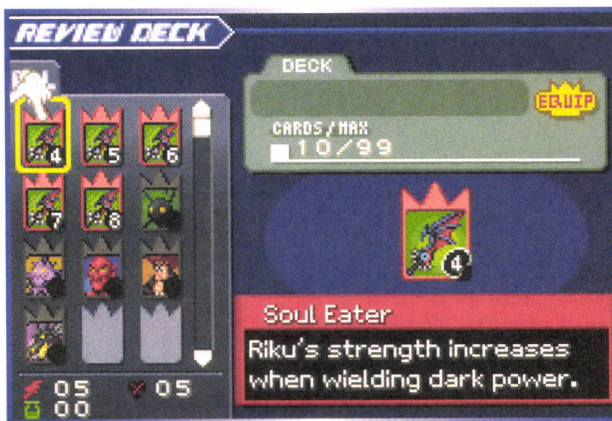 REVIEW DECK
DECK
EQUIP
CARDS/MAX
10/99
4
5
6
7
8
4
Soul Eater
Riku's strength increases
when wielding dark power.
05
05
00